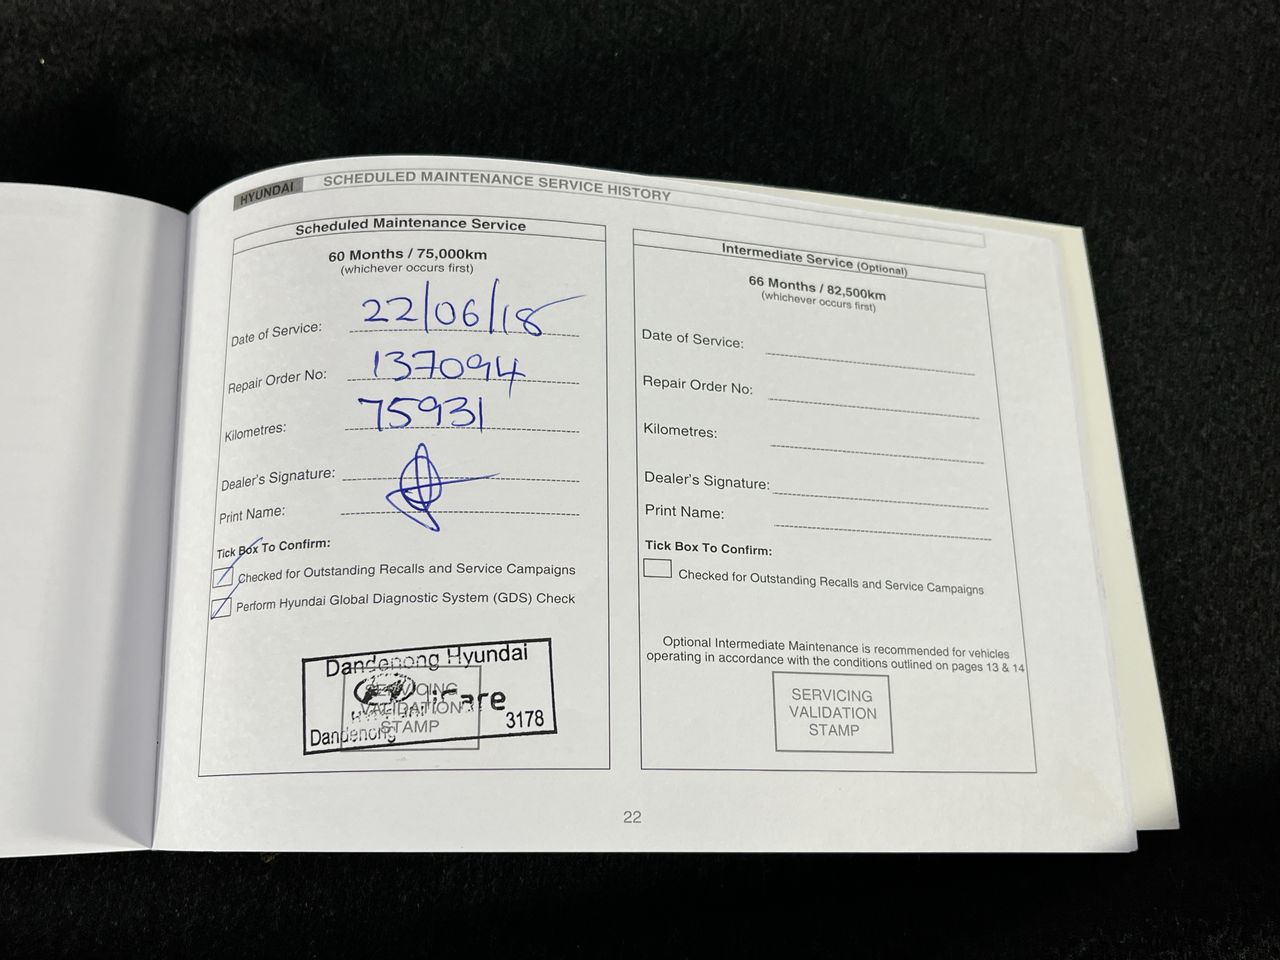 HYUNDAI SCHEDULED MAINTENANCE SERVICE HISTORY
Scheduled Maintenance Service
60 Months / 75,000km
(whichever occurs first)
Date of Service: 22/06/18
Repair Order No: 137094
Kilometres: 75931
Dealer's Signature:
Print Name:
Tick Box To Confirm:
Checked for Outstanding Recalls and Service Campaigns
Perform Hyundai Global Diagnostic System (GDS) Check
Dandenong Hyundai
SERVICING
VALIDATION
STAMP
Dandenong 3178
Intermediate Service (Optional)
66 Months / 82,500km
(whichever occurs first)
Date of Service:
Repair Order No:
Kilometres:
Dealer's Signature:
Print Name:
Tick Box To Confirm:
Checked for Outstanding Recalls and Service Campaigns
Optional Intermediate Maintenance is recommended for vehicles
operating in accordance with the conditions outlined on pages 13 & 14
SERVICING
VALIDATION
STAMP
22